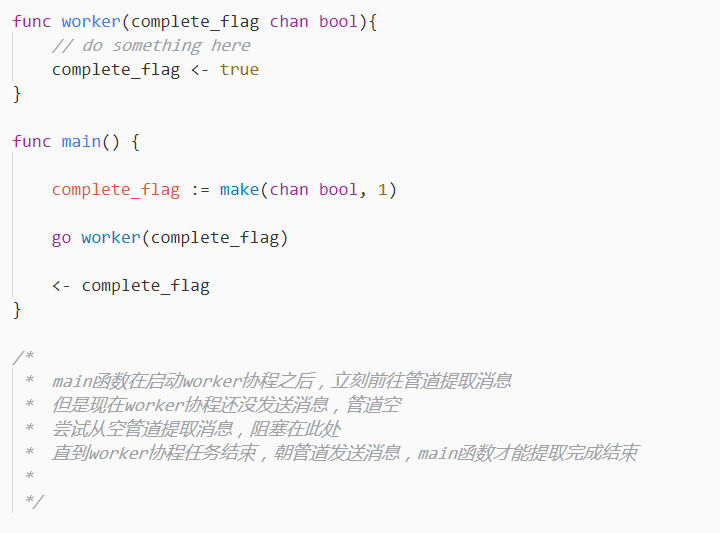 func worker(complete_flag chan bool){
// do something here
complete_flag <- true
}
func main() {
complete_flag := make(chan bool, 1)
go worker(complete_flag)
<- complete_flag
}
/*
* main函数在启动worker协程之后，立刻前往管道提取消息
* 但是现在worker协程还没发送消息，管道空
* 尝试从空管道提取消息，阻塞在此处
* 直到worker协程任务结束，朝管道发送消息，main函数才能提取完成结束
*
*/